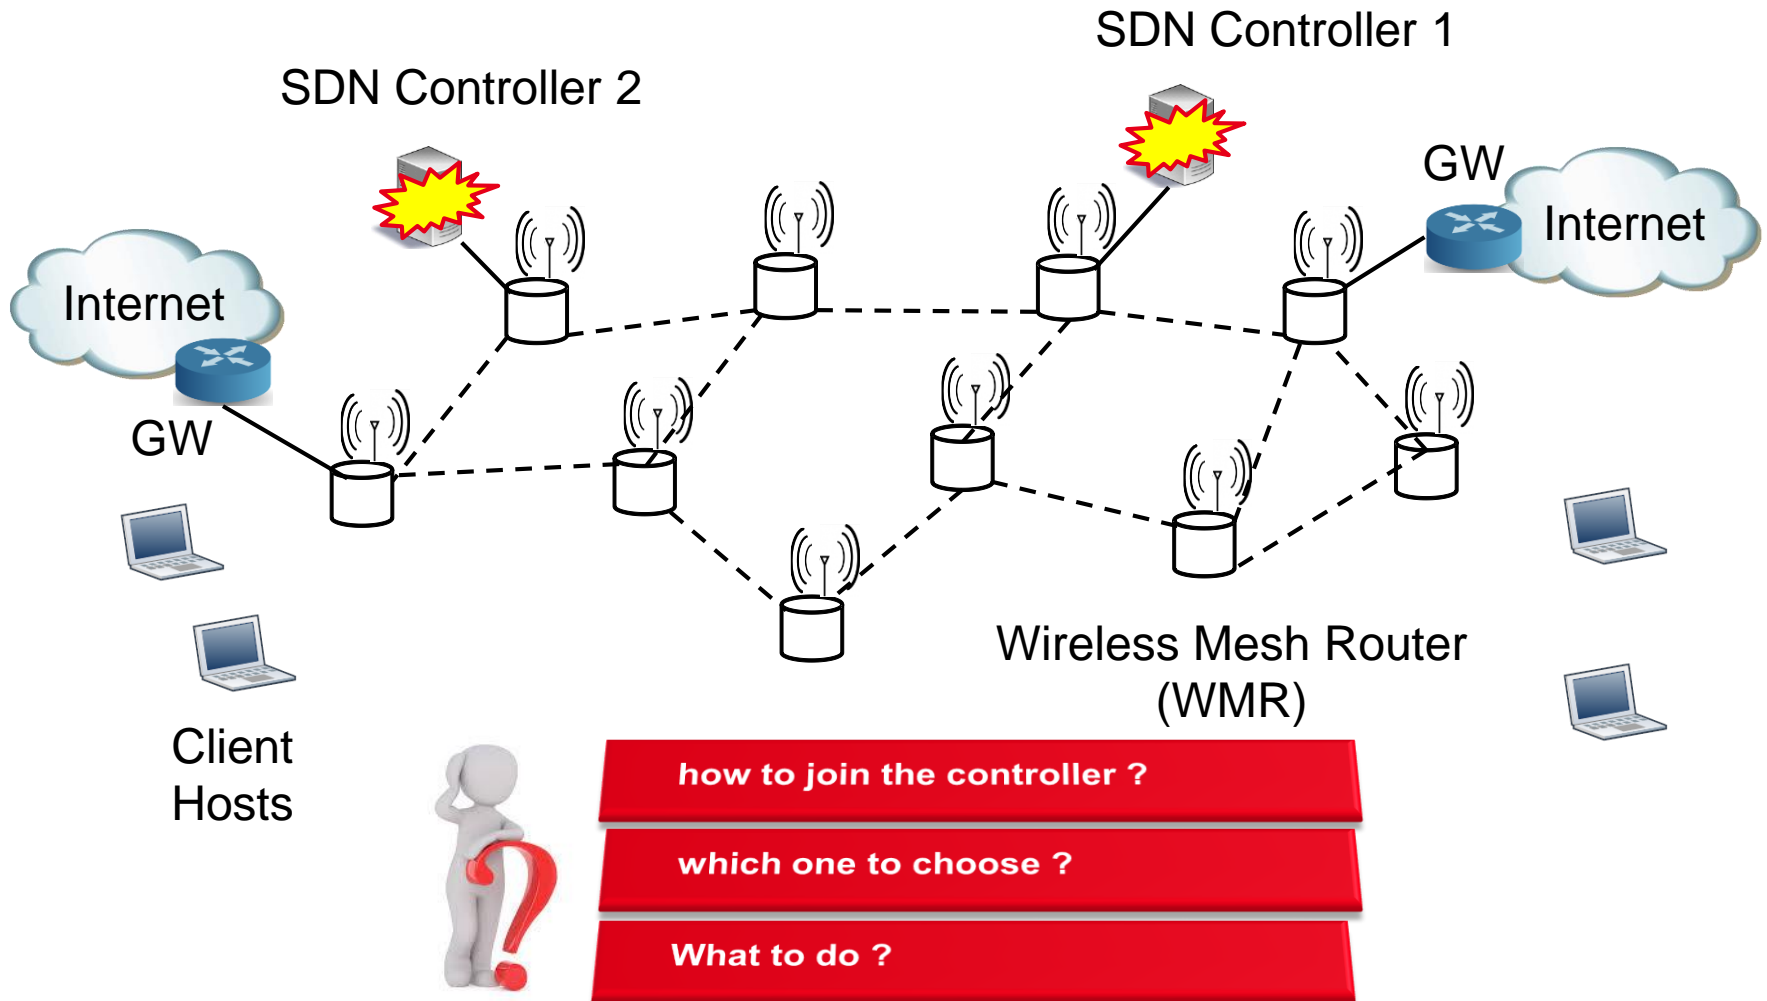 SDN Controller 1
SDN Controller 2
GW
Internet
Internet
GW
Wireless Mesh Router
(WMR)
Client
Hosts
how to join the controller ?
which one to choose ?
What to do ?